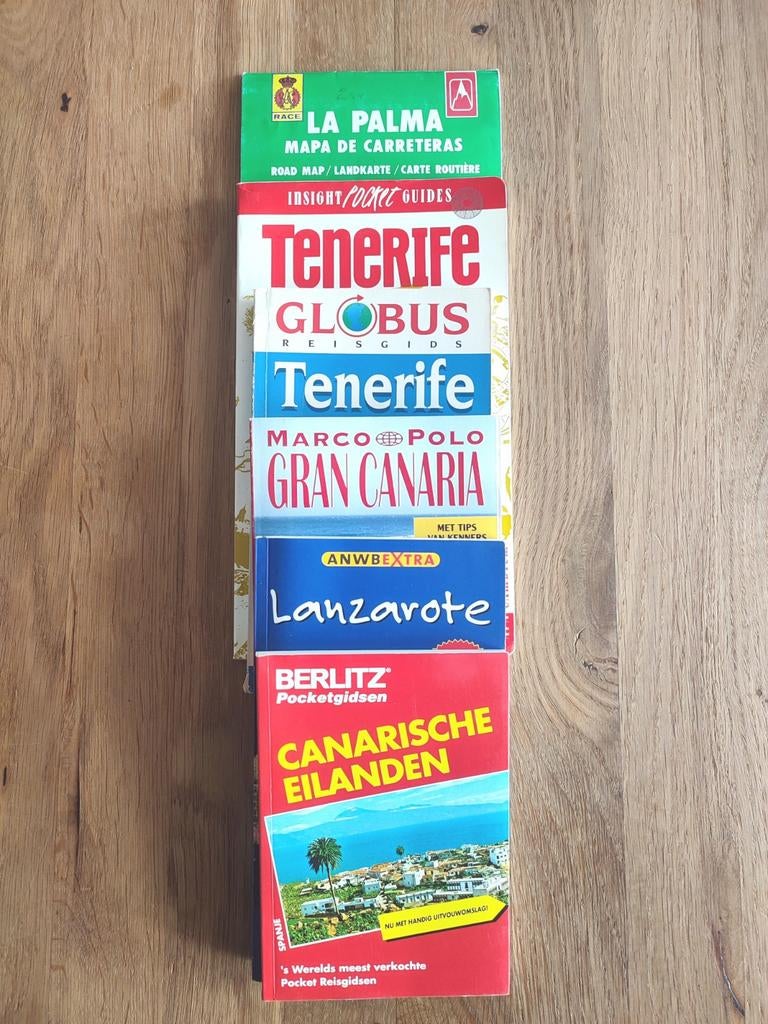 RACE
LA PALMA
MAPA DE CARRETERAS
ROAD MAP / LANDKARTE / CARTE ROUTIÈRE
INSIGHT POCKET GUIDES
TENERIFE
GLOBUS
REISGIDS
Tenerife
MARCO POLO
GRAN CANARIA
MET TIPS
VAN KENNERS
ANWB EXTRA
Lanzarote
BERLITZ®
Pocketgidsen
CANARISCHE
EILANDEN
NU MET HANDIG UITVOUWOMSLAG!
SPANJE
's Werelds meest verkochte
Pocket Reisgidsen